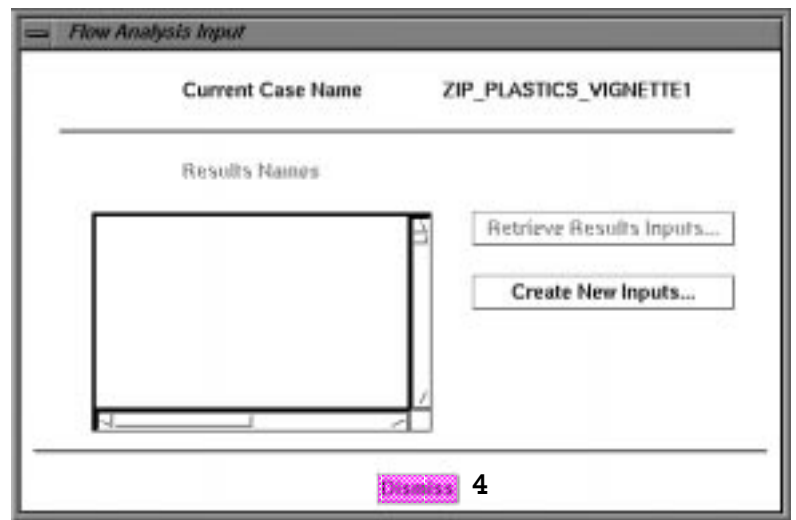 Flow Analysis Input
Current Case Name ZIP_PLASTICS_VIGNETTE1
Results Names
Retrieve Results Inputs...
Create New Inputs...
Dismiss 4